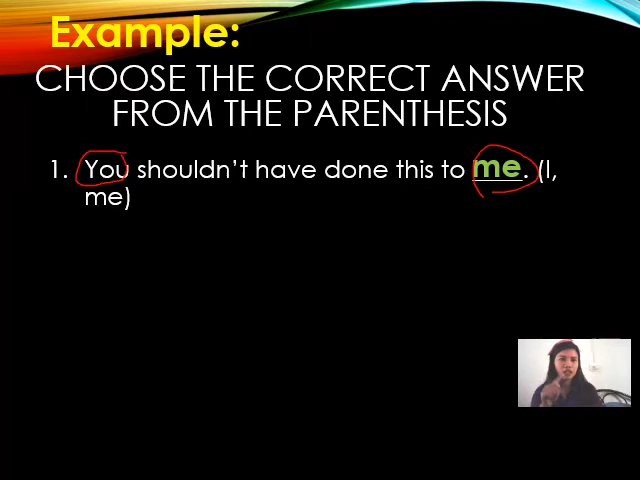 Example:
CHOOSE THE CORRECT ANSWER
FROM THE PARENTHESIS
1. You shouldn't have done this to me. (I,
me)